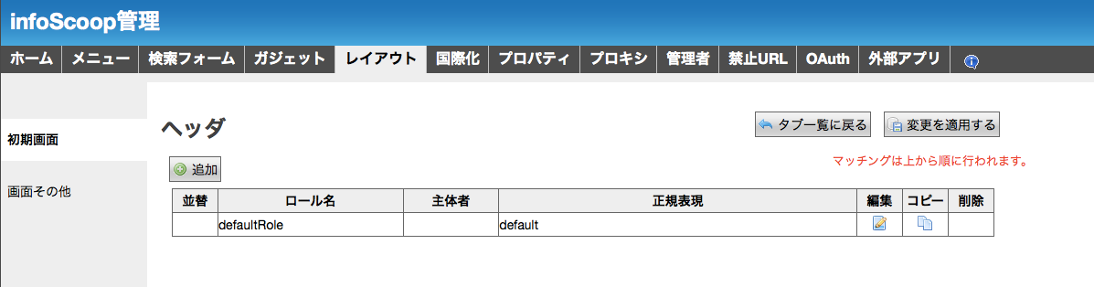 infoScoop管理
ホーム メニュー 検索フォーム ガジェット レイアウト 国際化 プロパティ プロキシ 管理者 禁止URL OAuth 外部アプリ
初期画面
画面その他
ヘッダ
タブ一覧に戻る 変更を適用する
マッチングは上から順に行われます。
追加
並替 ロール名 主体者 正規表現 編集 コピー 削除
defaultRole default